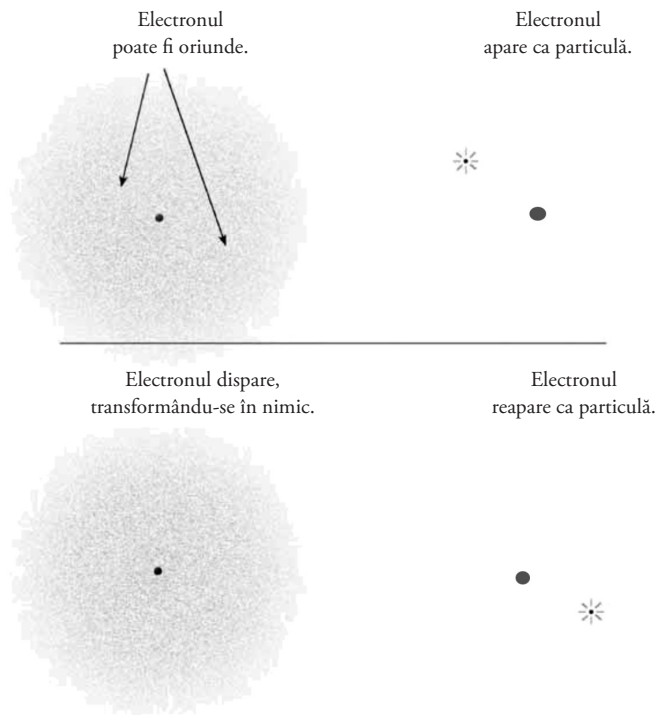 Electronul
poate fi oriunde.
Electronul
apare ca particulă.
Electronul dispare,
transformându-se în nimic.
Electronul
reapare ca particulă.